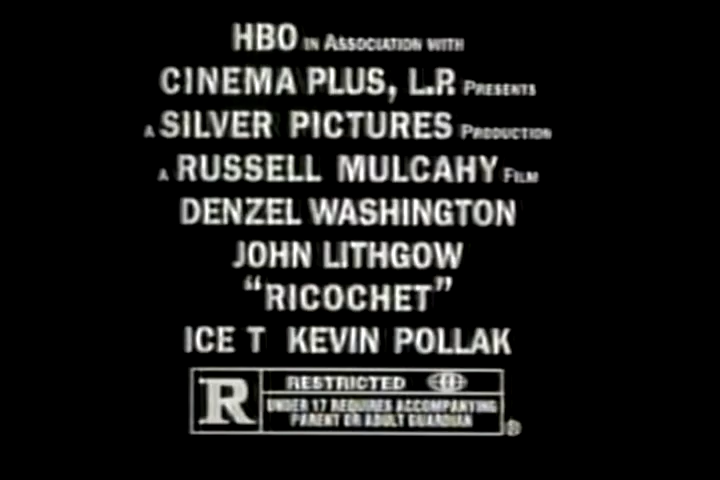 HBO IN ASSOCIATION WITH
CINEMA PLUS, L.P. PRESENTS
A SILVER PICTURES PRODUCTION
A RUSSELL MULCAHY FILM
DENZEL WASHINGTON
JOHN LITHGOW
"RICOCHET"
ICE T KEVIN POLLAK
R RESTRICTED
UNDER 17 REQUIRES ACCOMPANYING
PARENT OR ADULT GUARDIAN ®